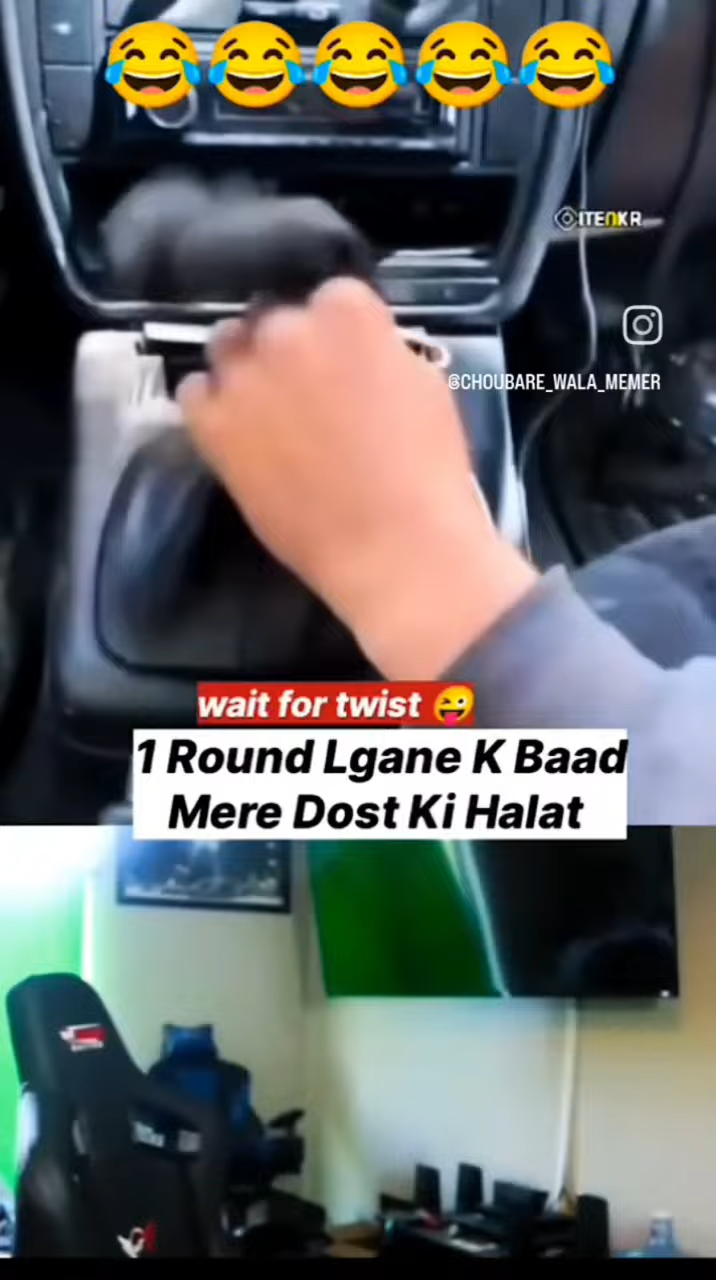 ITENKR
@CHOUBARE_WALA_MEMER
wait for twist
1 Round Lgane K Baad
Mere Dost Ki Halat